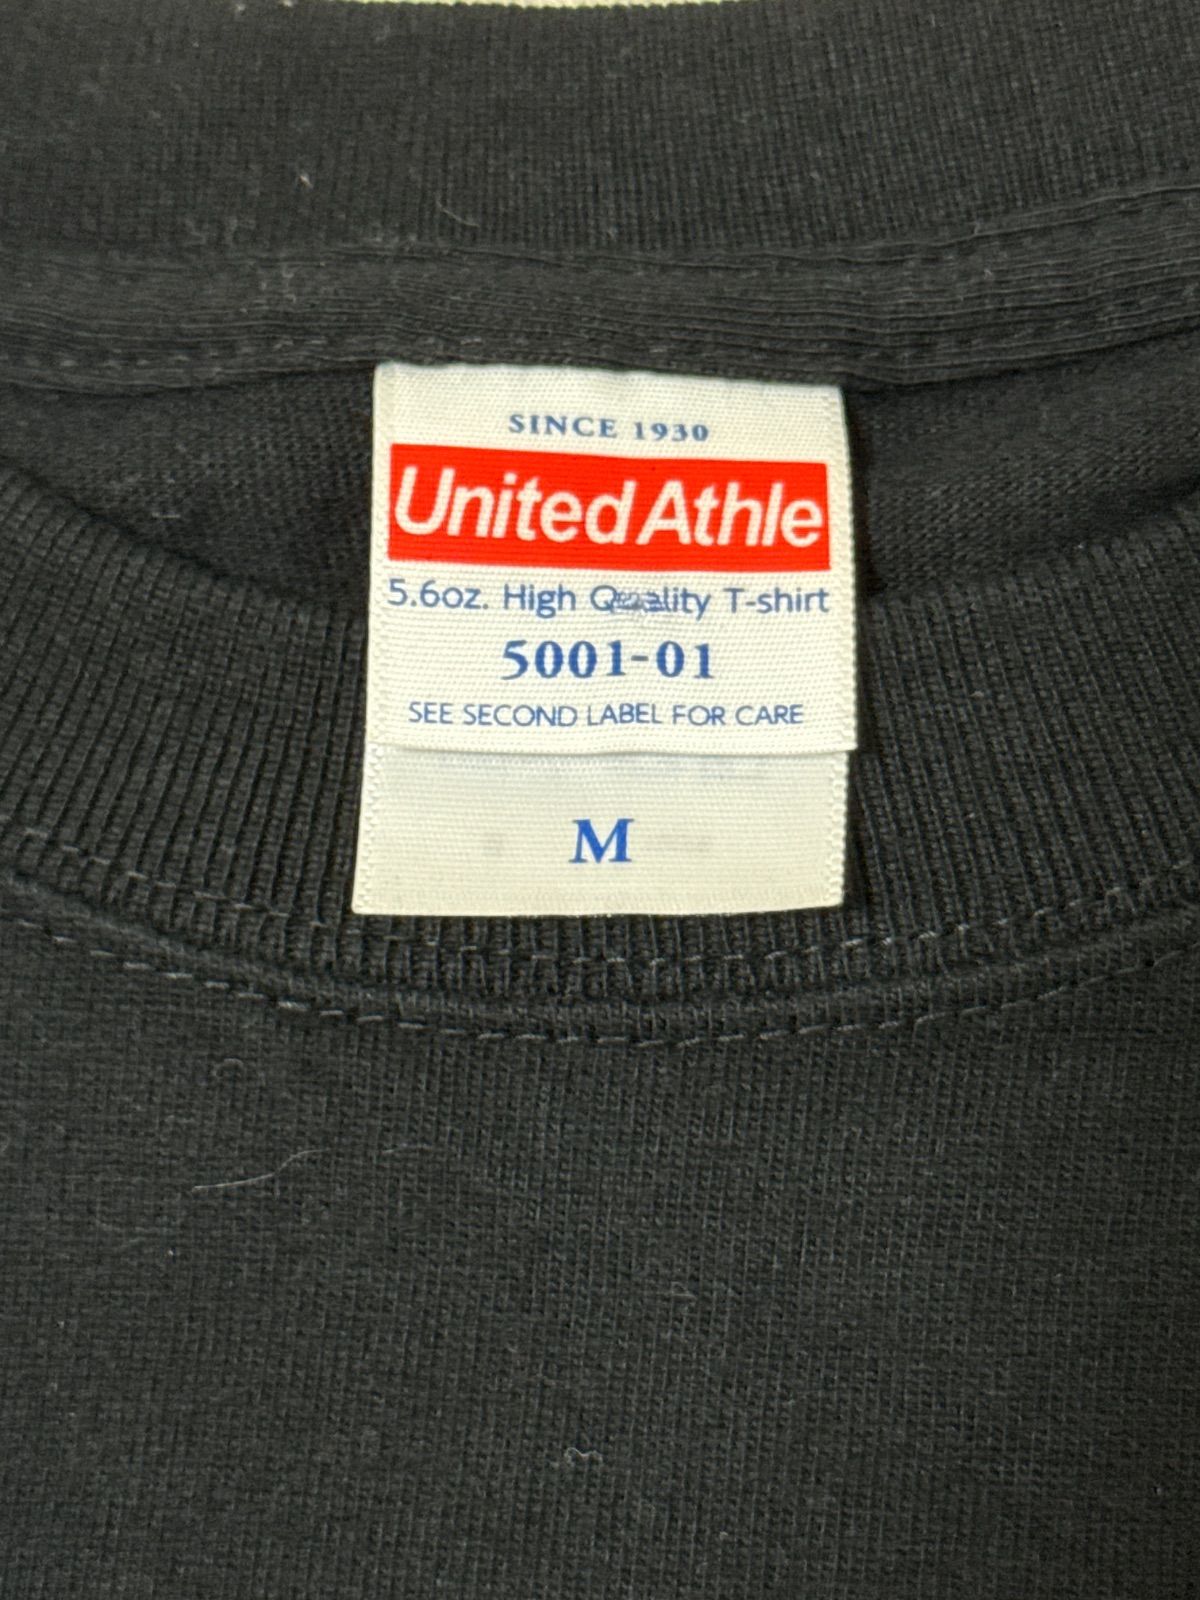 SINCE 1930
United Athle
5.6oz. High Quality T-shirt
5001-01
SEE SECOND LABEL FOR CARE
M